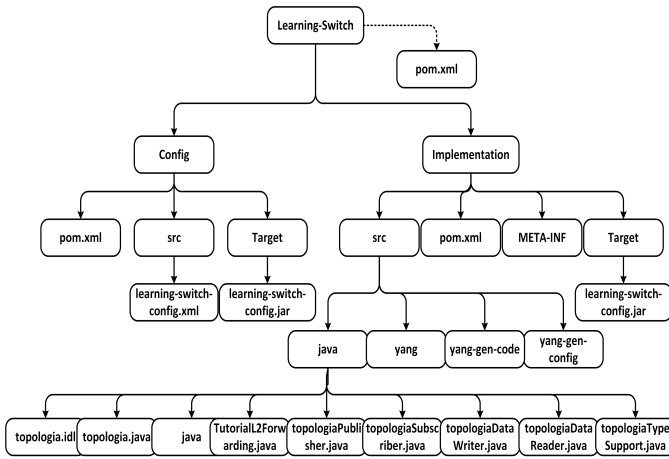 Learning-Switch
pom.xml
Config
Implementation
pom.xml
src
Target
src
pom.xml
META-INF
Target
learning-switch-
config.xml
learning-switch-
config.jar
learning-switch-
config.jar
java
yang
yang-gen-code
yang-gen-
config
topologia.idl
topologia.java
java
TutorialL2Forw
arding.java
topologiaPubli
sher.java
topologiaSubsc
riber.java
topologiaData
Writer.java
topologiaData
Reader.java
topologiaType
Support.java